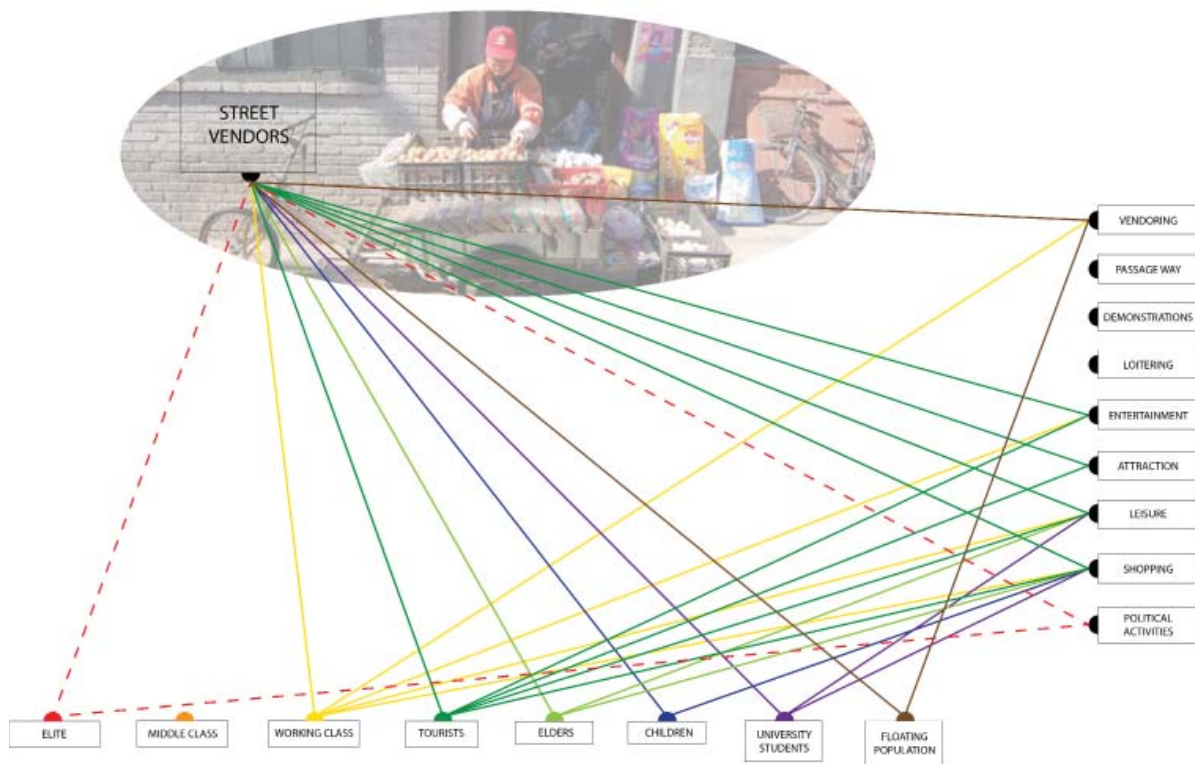 STREET
VENDORS
VENDORING
PASSAGE WAY
DEMONSTRATIONS
LOITERING
ENTERTAINMENT
ATTRACTION
LEISURE
SHOPPING
POLITICAL
ACTIVITIES
ELITE
MIDDLE CLASS
WORKING CLASS
TOURISTS
ELDERS
CHILDREN
UNIVERSITY
STUDENTS
FLOATING
POPULATION